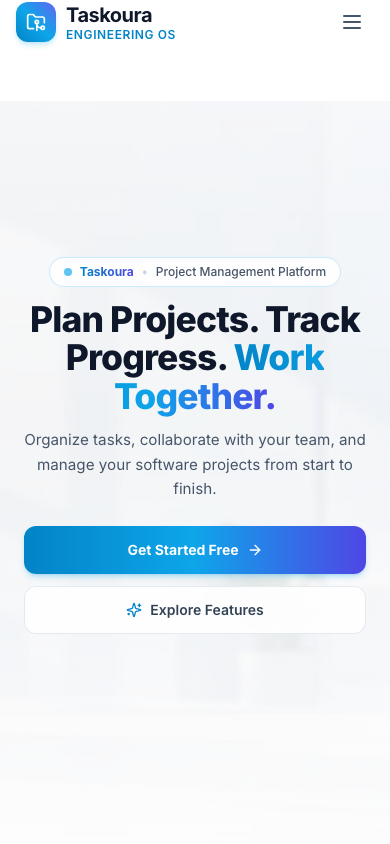 Taskoura
ENGINEERING OS
Taskoura • Project Management Platform
Plan Projects. Track
Progress. Work
Together.
Organize tasks, collaborate with your team, and
manage your software projects from start to
finish.
Get Started Free →
Explore Features